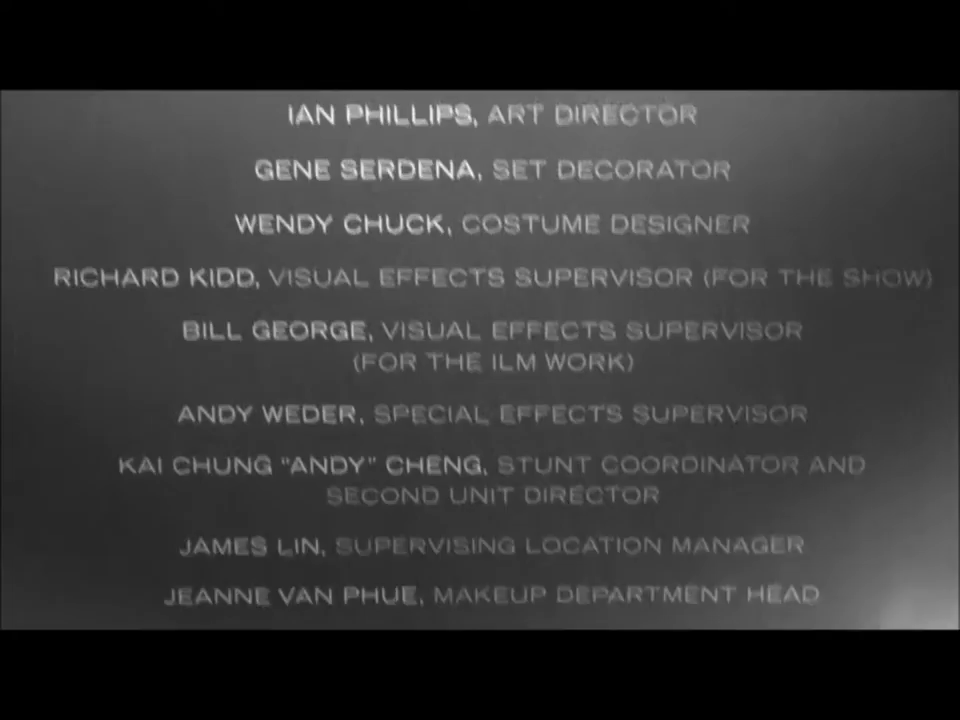 IAN PHILLIPS, ART DIRECTOR
GENE SERDENA, SET DECORATOR
WENDY CHUCK, COSTUME DESIGNER
RICHARD KIDD, VISUAL EFFECTS SUPERVISOR (FOR THE SHOW)
BILL GEORGE, VISUAL EFFECTS SUPERVISOR
(FOR THE ILM WORK)
ANDY WEDER, SPECIAL EFFECTS SUPERVISOR
KAI CHUNG "ANDY" CHENG, STUNT COORDINATOR AND
SECOND UNIT DIRECTOR
JAMES LIN, SUPERVISING LOCATION MANAGER
JEANNE VAN PHUE, MAKEUP DEPARTMENT HEAD